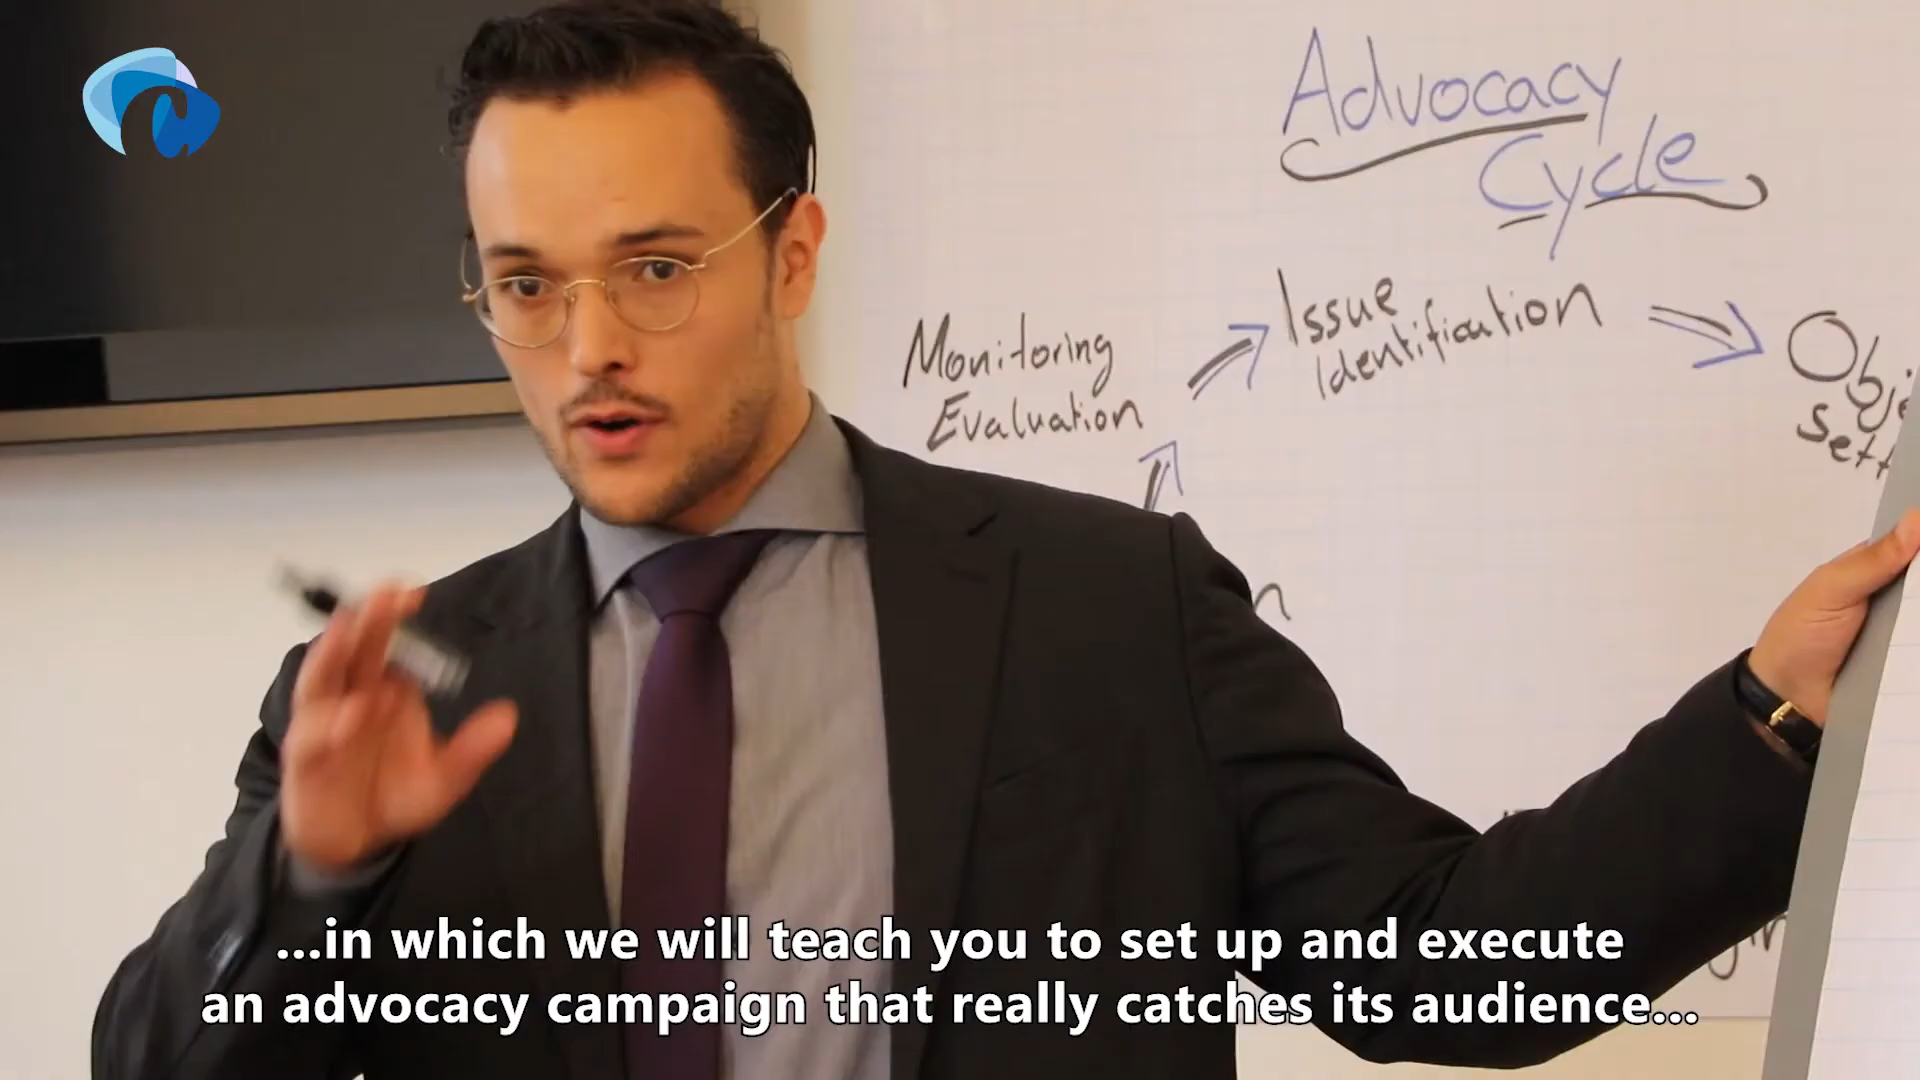 Advocacy
Cycle
Monitoring
Evaluation
Issue
Identification
...in which we will teach you to set up and execute
an advocacy campaign that really catches its audience...